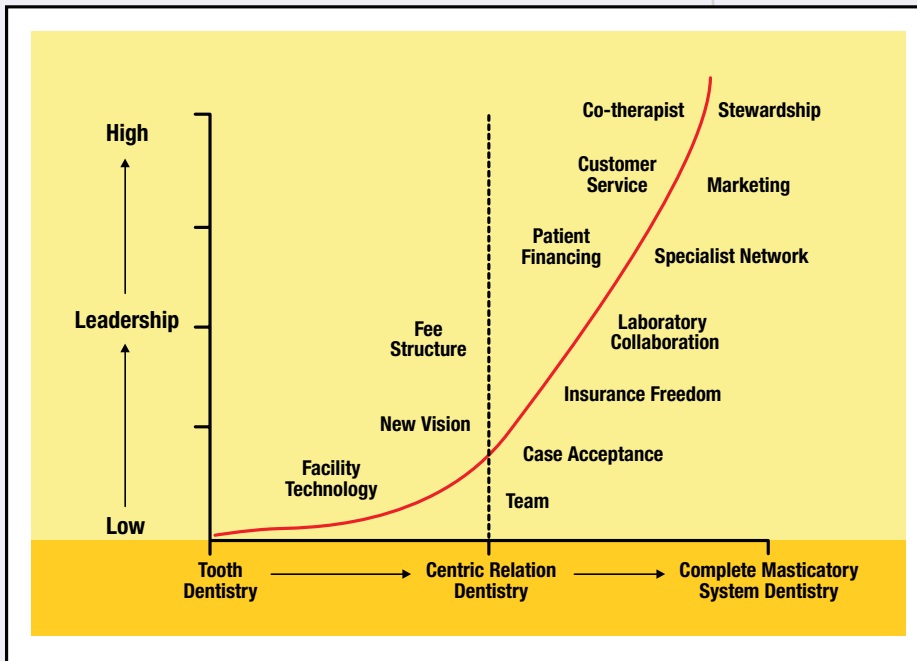 Co-therapist
Stewardship
High
Customer
Service
Marketing
Patient
Financing
Specialist Network
Leadership
Fee
Structure
Laboratory
Collaboration
Insurance Freedom
New Vision
Case Acceptance
Facility
Technology
Team
Low
Tooth
Dentistry
Centric Relation
Dentistry
Complete Masticatory
System Dentistry